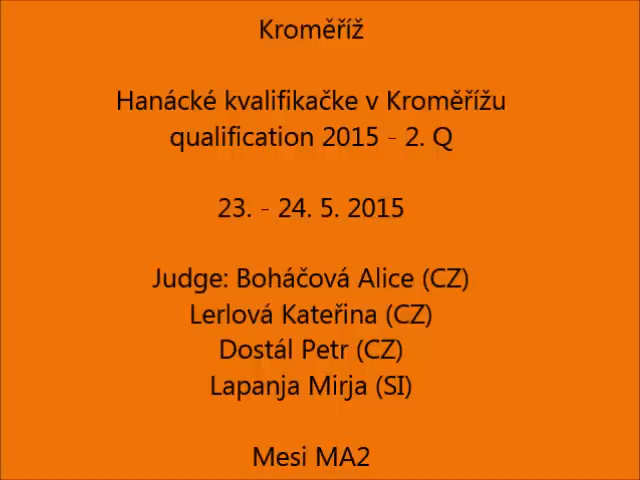 Kroměříž
Hanácké kvalifikačke v Kroměřížu
qualification 2015 - 2. Q
23. - 24. 5. 2015
Judge: Boháčová Alice (CZ)
Lerlová Kateřina (CZ)
Dostál Petr (CZ)
Lapanja Mirja (SI)
Mesi MA2